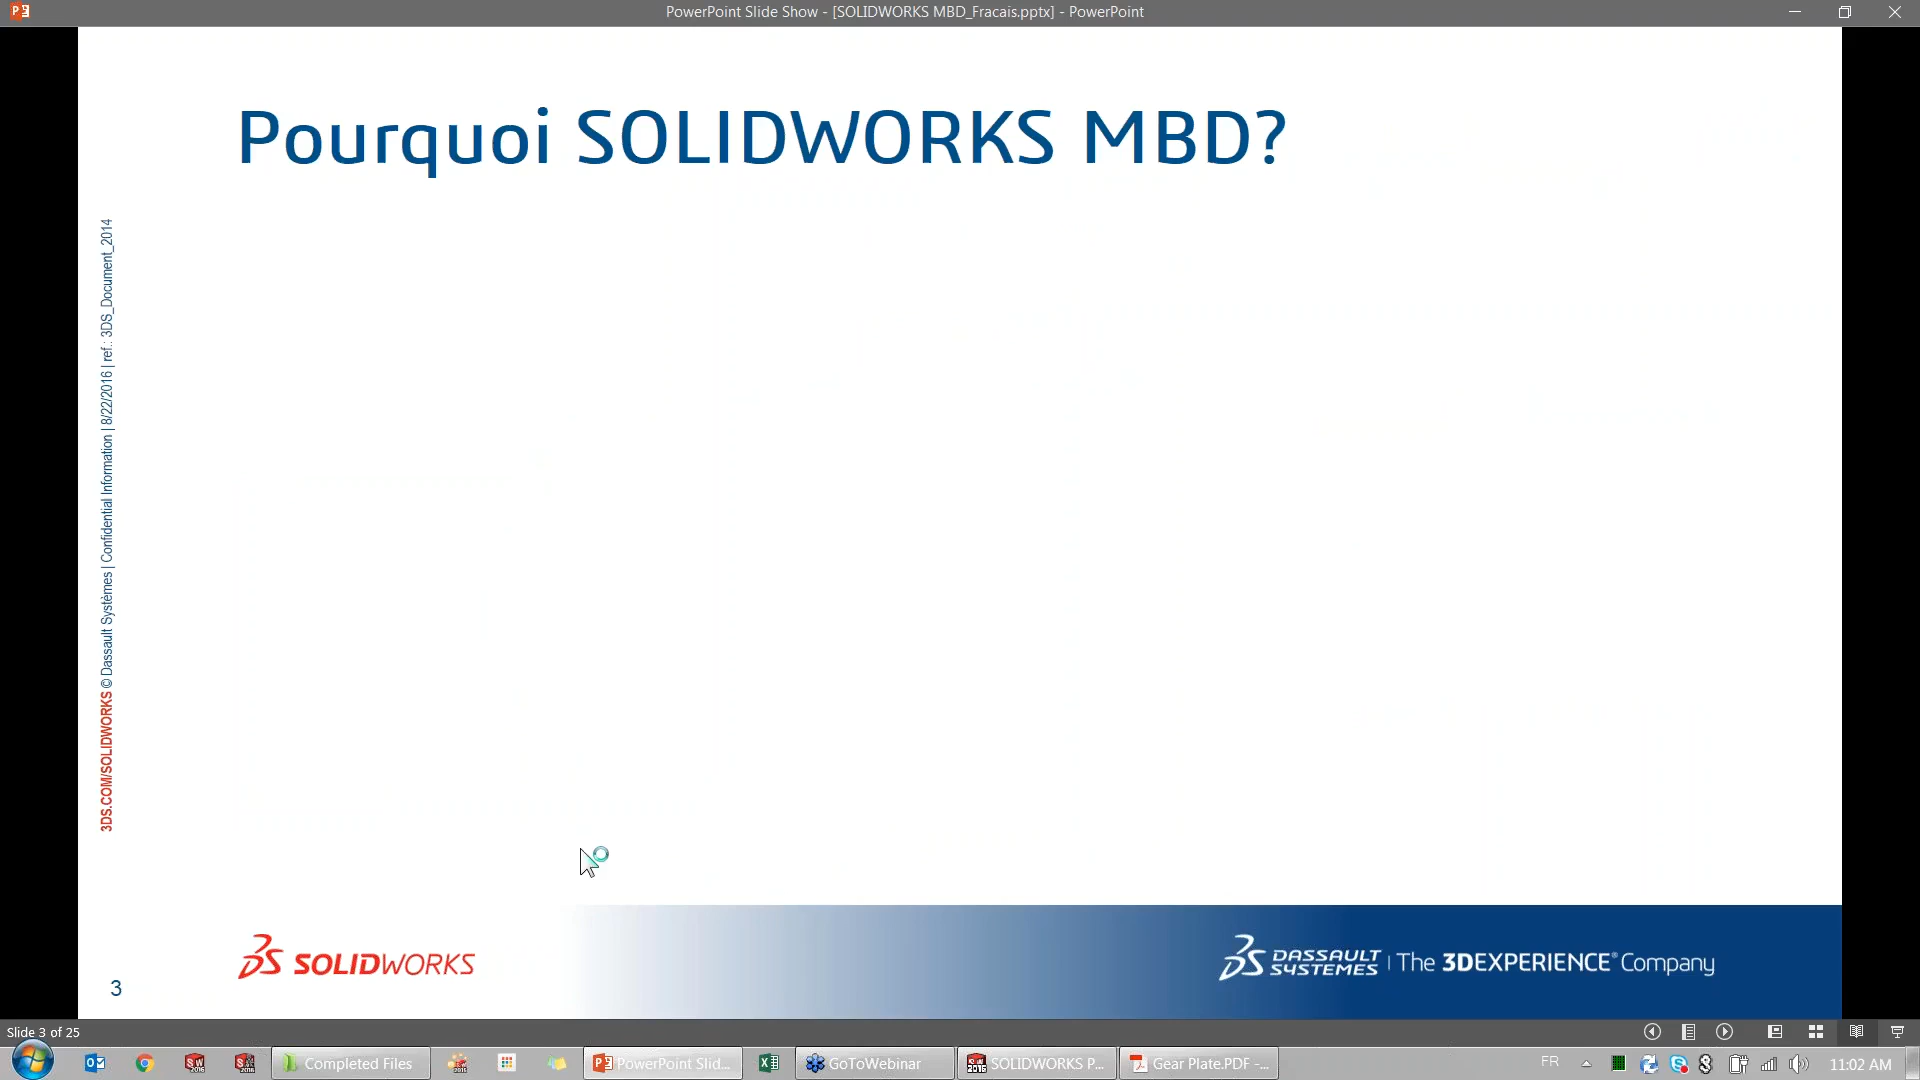 PowerPoint Slide Show - [SOLIDWORKS MBD_Fracais.pptx] - PowerPoint
Pourquoi SOLIDWORKS MBD?
3DS.COM/SOLIDWORKS © Dassault Systèmes | Confidential Information | 8/22/2016 | ref.: 3DS_Document_2014
3
DS SOLIDWORKS
DS DASSAULT SYSTEMES | The 3DEXPERIENCE® Company
Slide 3 of 25
Completed Files
PowerPoint Slid...
GoToWebinar
SOLIDWORKS P...
Gear Plate.PDF -...
FR
11:02 AM